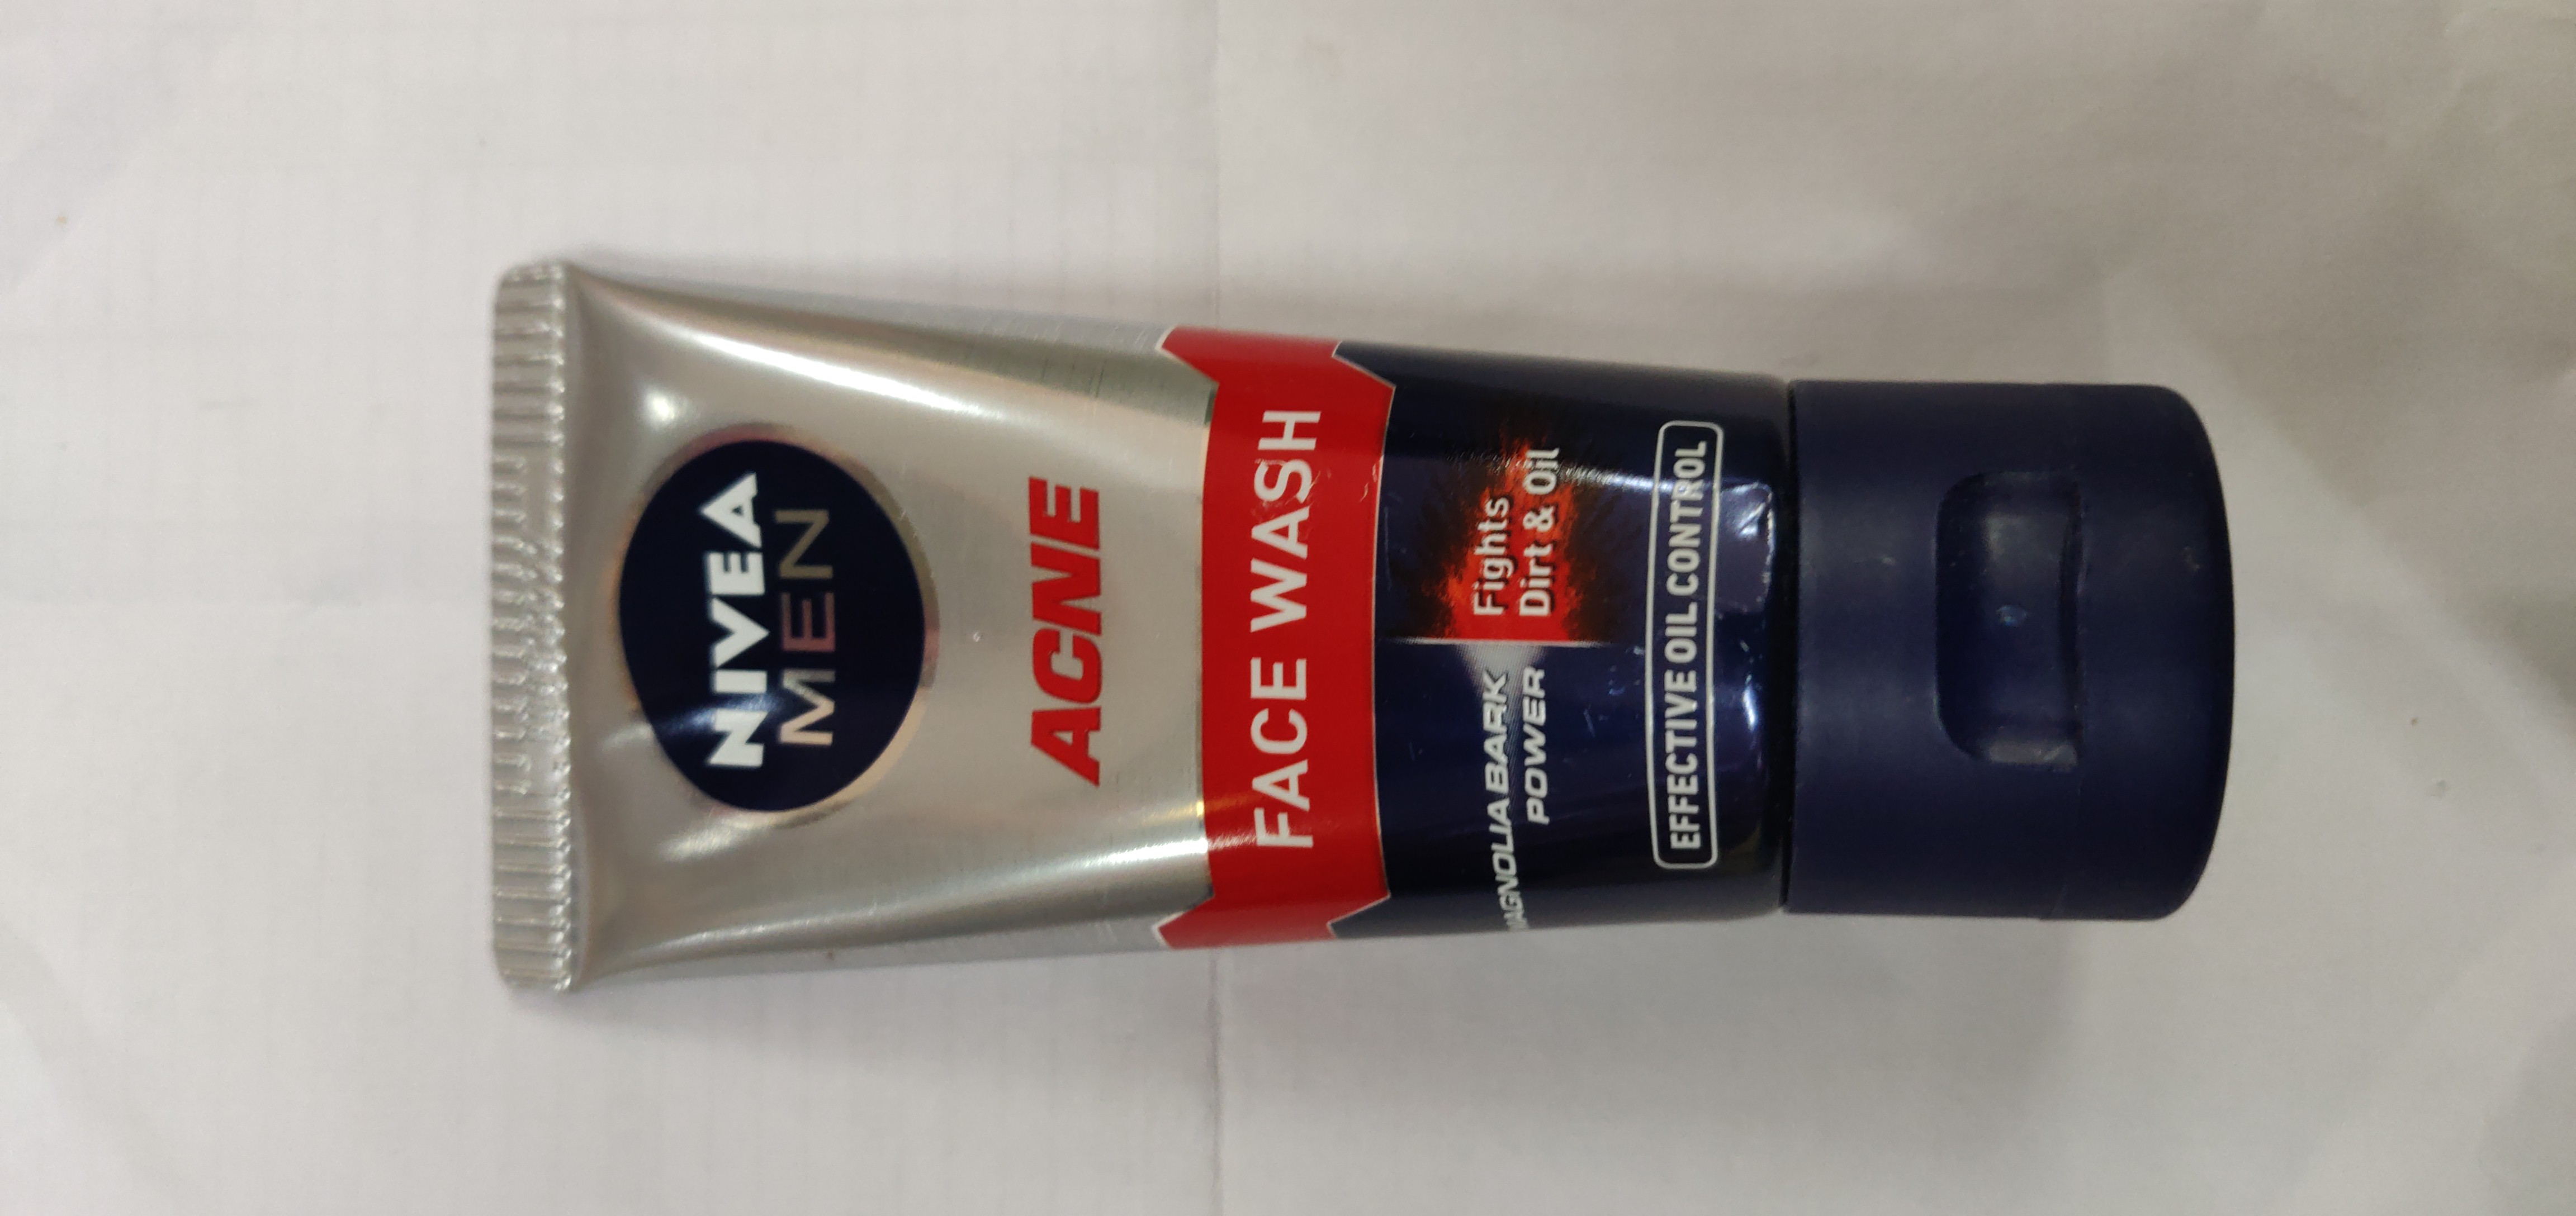 NIVEA
MEN
ACNE
FACE WASH
MAGNOLIA BARK
POWER
Fights
Dirt & Oil
EFFECTIVE OIL CONTROL